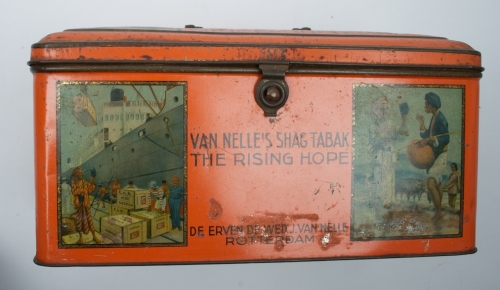 VAN NELLE'S SHAG TABAK
THE RISING HOPE
DE ERVEN DE WED. J. VAN NELLE
ROTTERDAM